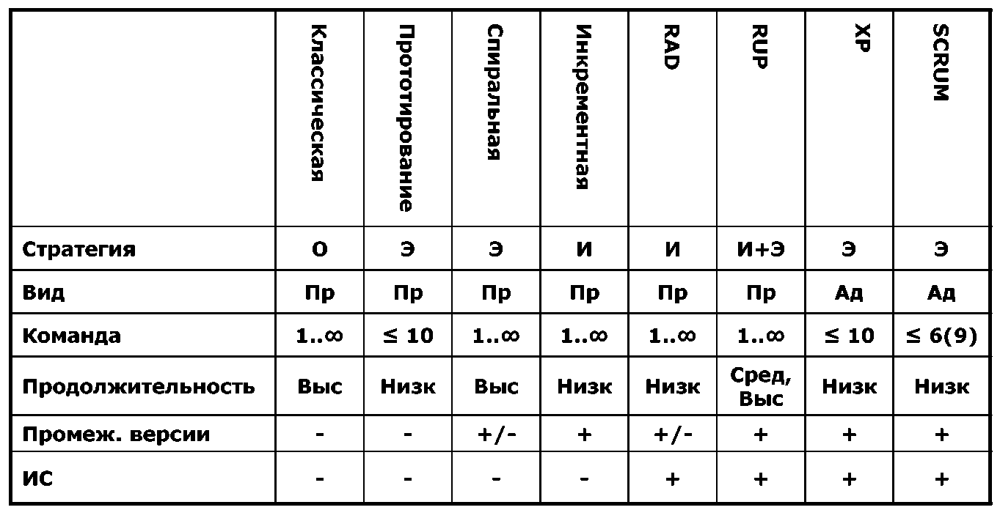 Классическая Прототирование Спиральная Инкрементная RAD RUP XP SCRUM
Стратегия О Э Э И И И+Э Э Э
Вид Пр Пр Пр Пр Пр Пр Ад Ад
Команда 1..∞ ≤ 10 1..∞ 1..∞ 1..∞ 1..∞ ≤ 10 ≤ 6(9)
Продолжительность Выс Низк Выс Низк Низк Сред, Выс Низк Низк
Промеж. версии - - +/- + +/- + + +
ИС - - - - + + + +